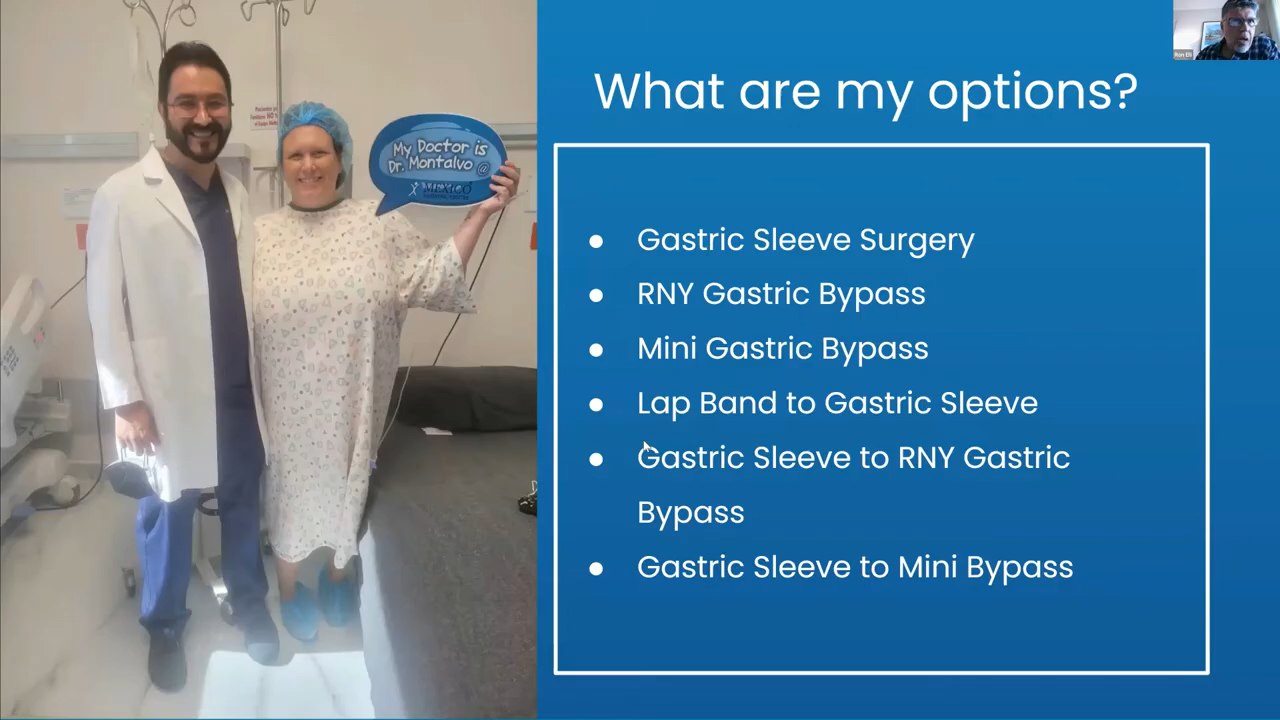 What are my options?
My Doctor is
Dr. Montalvo @
MEXICO
● Gastric Sleeve Surgery
● RNY Gastric Bypass
● Mini Gastric Bypass
● Lap Band to Gastric Sleeve
● Gastric Sleeve to RNY Gastric
Bypass
● Gastric Sleeve to Mini Bypass